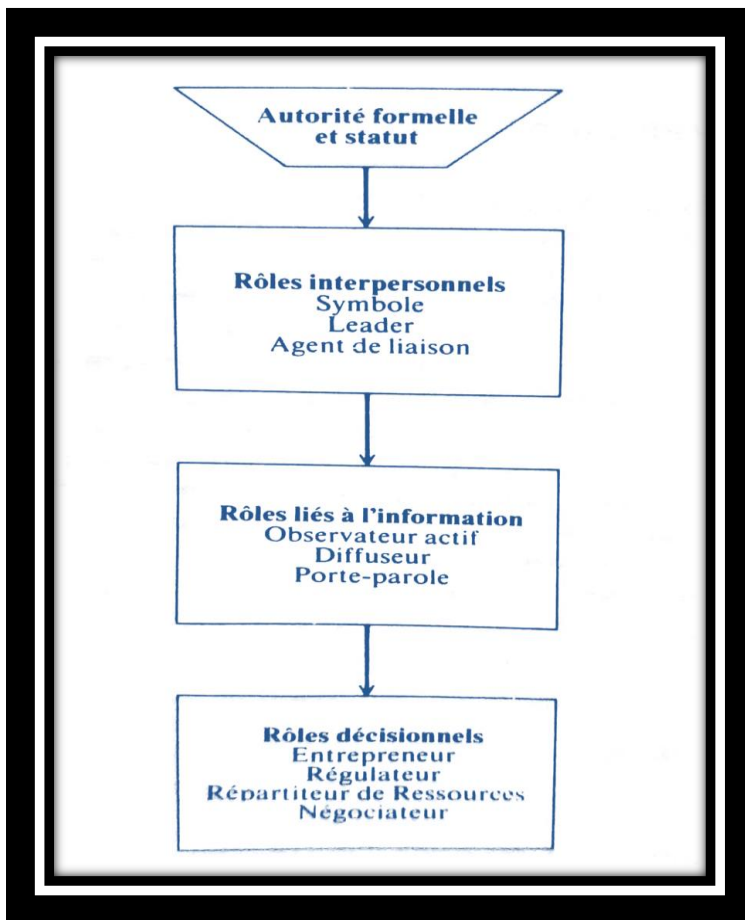 Autorité formelle
et statut
Rôles interpersonnels
Symbole
Leader
Agent de liaison
Rôles liés à l'information
Observateur actif
Diffuseur
Porte-parole
Rôles décisionnels
Entrepreneur
Régulateur
Répartiteur de Ressources
Négociateur